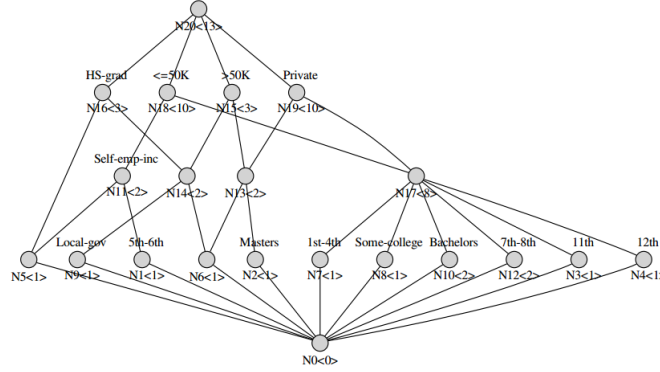 N20<13>
HS-grad <=50K >50K Private
N16<3> N18<10> N15<3> N19<10>
Self-emp-inc
N11<2> N14<2> N13<2> N17<8>
Local-gov 5th-6th Masters 1st-4th Some-college Bachelors 7th-8th 11th 12th
N5<1> N9<1> N1<1> N6<1> N2<1> N7<1> N8<1> N10<2> N12<2> N3<1> N4<1
N0<0>